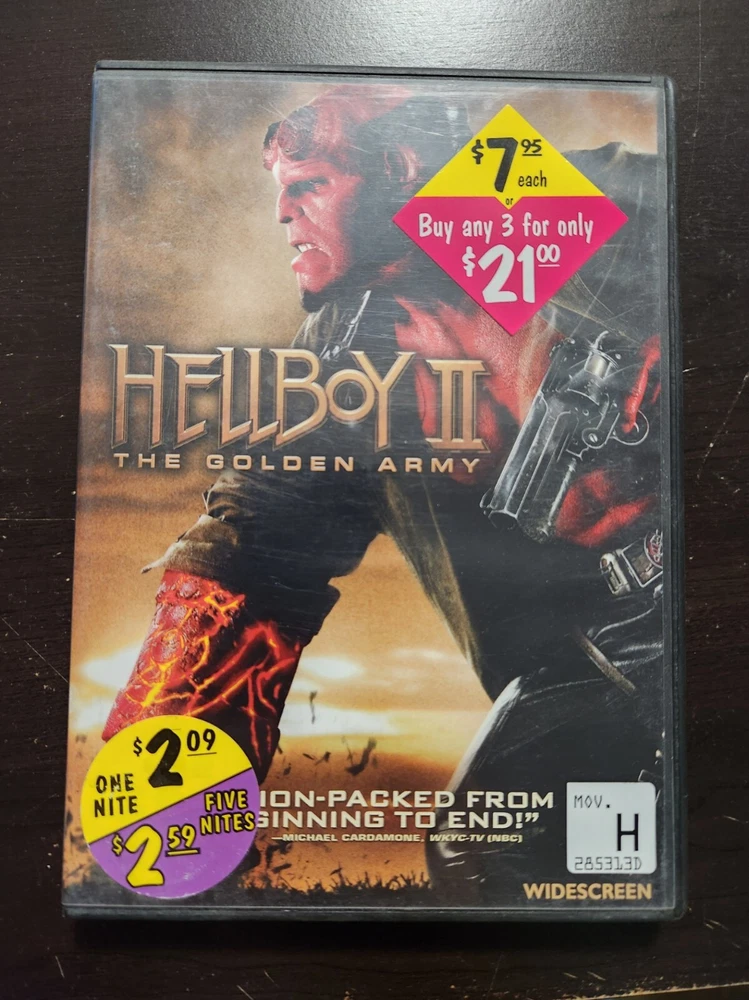 $7.95
each
or
Buy any 3 for only
$21.00
HELLBOY II
THE GOLDEN ARMY
$2.09
ONE
NITE
FIVE
NITES
$2.59
ION-PACKED FROM
GINNING TO END!”
—MICHAEL CARDAMONE, WKYC-TV (NBC)
MOV.
H
285313D
WIDESCREEN